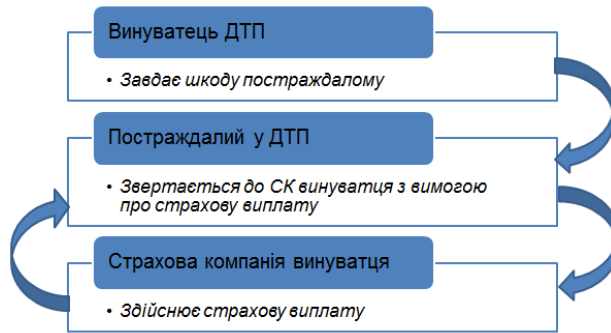 Винуватець ДТП
• Завдає шкоду постраждалому
Постраждалий у ДТП
• Звертається до СК винуватця з вимогою
про страхову виплату
Страхова компанія винуватця
• Здійснює страхову виплату